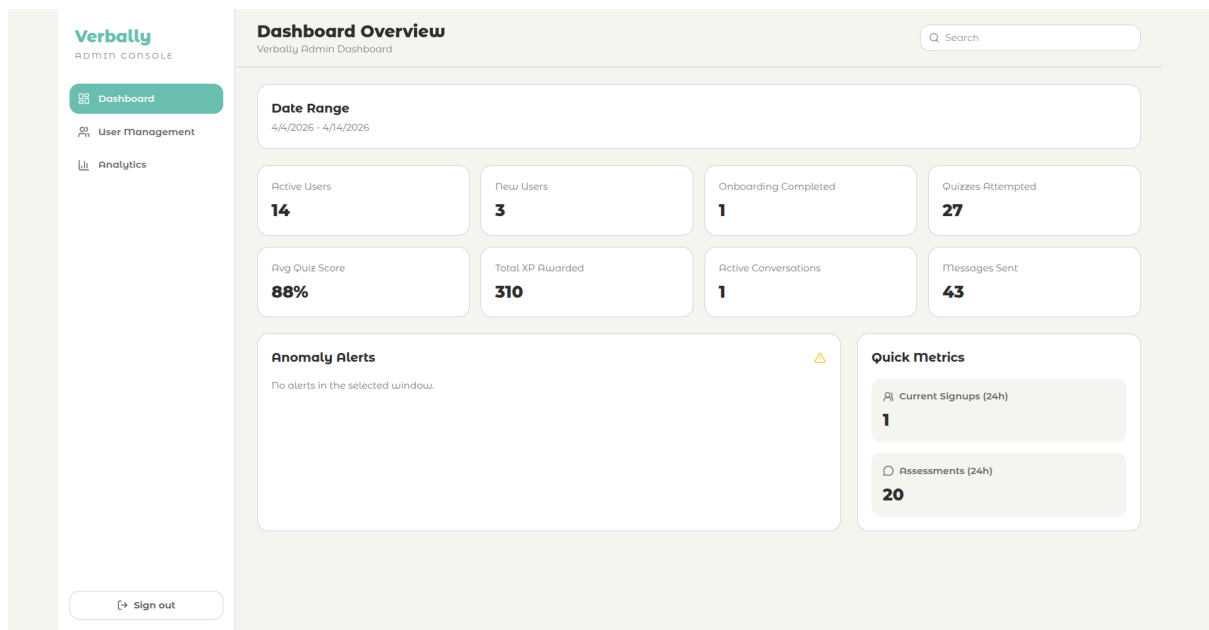 Verbally
ADMIN CONSOLE
Dashboard
User Management
Analytics
Sign out
Dashboard Overview
Verbally Admin Dashboard
Search
Date Range
4/4/2026 - 4/14/2026
Active Users
14
New Users
3
Onboarding Completed
1
Quizzes Attempted
27
Avg Quiz Score
88%
Total XP Awarded
310
Active Conversations
1
Messages Sent
43
Anomaly Alerts
No alerts in the selected window.
Quick Metrics
Current Signups (24h)
1
Assessments (24h)
20